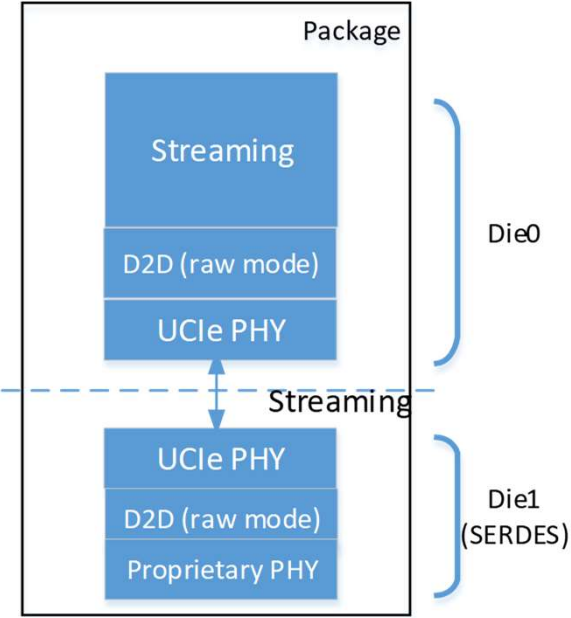 Package
Streaming
D2D (raw mode)
UCIe PHY
Die0
Streaming
UCIe PHY
D2D (raw mode)
Proprietary PHY
Die1
(SERDES)